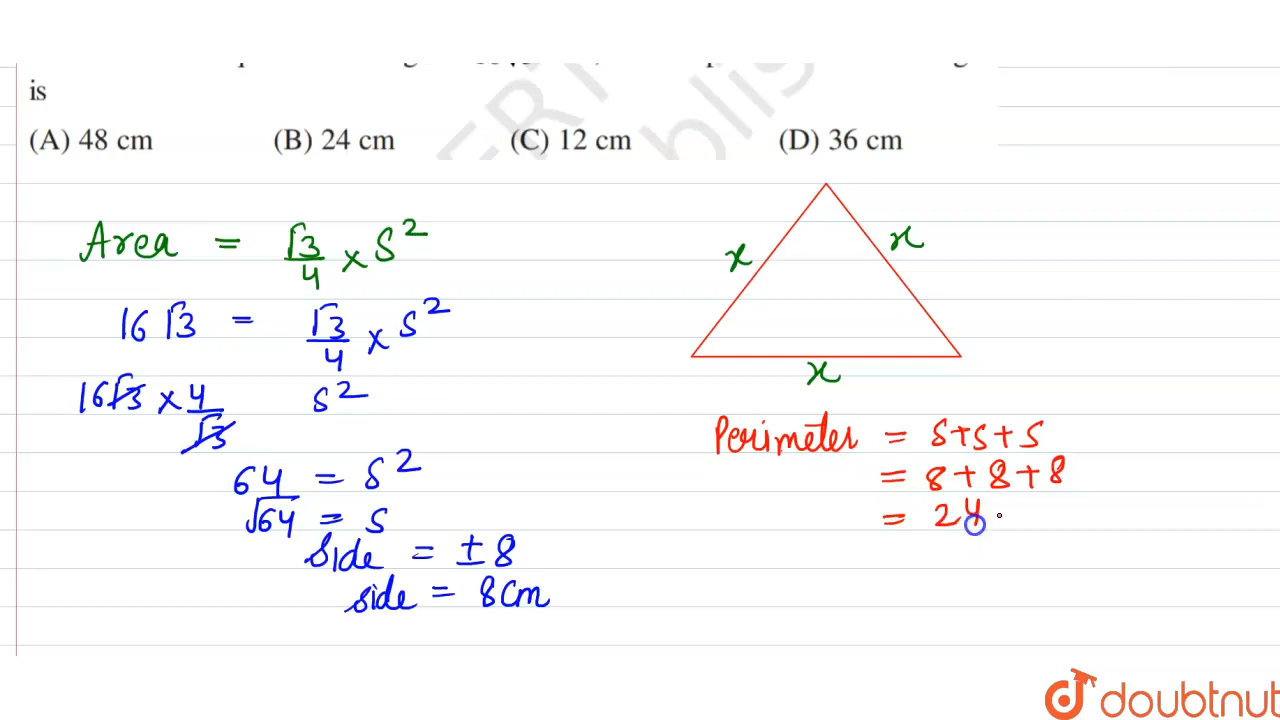 is
(A) 48 cm (B) 24 cm (C) 12 cm (D) 36 cm
Area = √3/4 × S²
16√3 = √3/4 × S²
16√3 × 4/√3 S²
64 = S²
√64 = S
Side = ±8
side = 8cm
x x
x
Perimeter = S+S+S
= 8+8+8
= 24
doubtnut